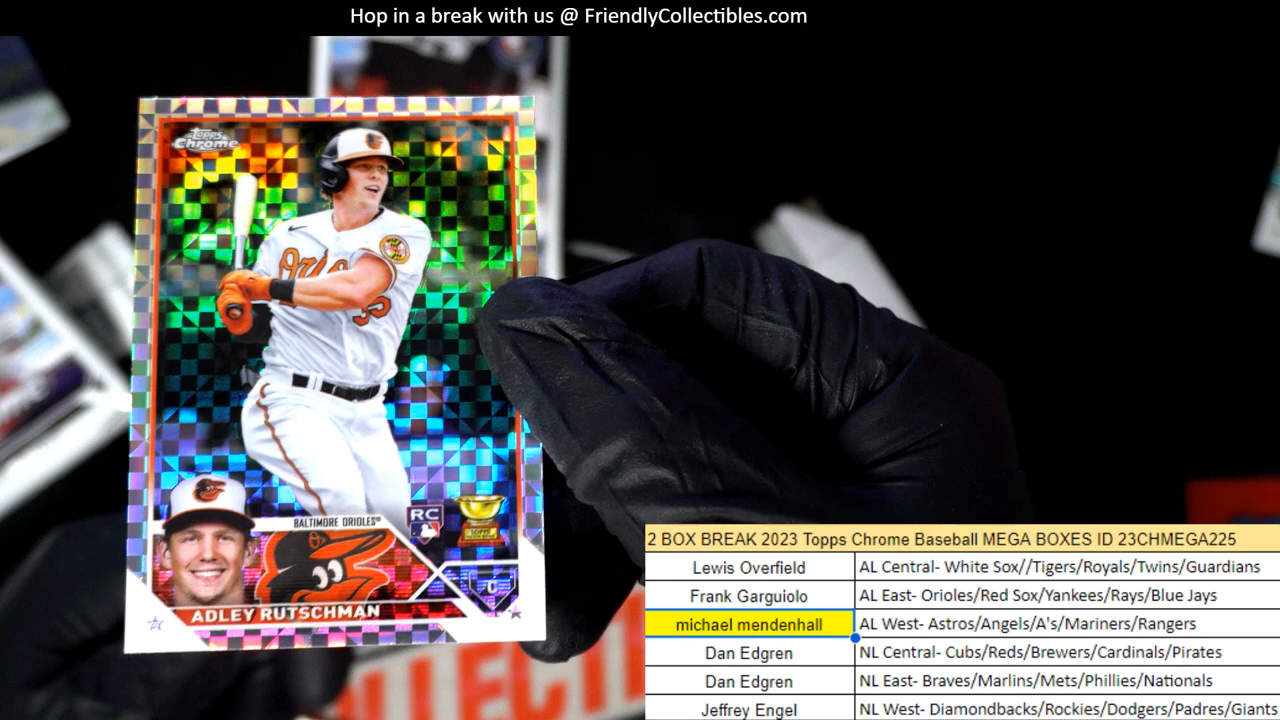 Hop in a break with us @ FriendlyCollectibles.com
Topps
Chrome
35
BALTIMORE ORIOLES®
RC
TOPPS
C
ADLEY RUTSCHMAN
2 BOX BREAK 2023 Topps Chrome Baseball MEGA BOXES ID 23CHMEGA225
Lewis Overfield AL Central- White Sox//Tigers/Royals/Twins/Guardians
Frank Garguiolo AL East- Orioles/Red Sox/Yankees/Rays/Blue Jays
michael mendenhall AL West- Astros/Angels/A's/Mariners/Rangers
Dan Edgren NL Central- Cubs/Reds/Brewers/Cardinals/Pirates
Dan Edgren NL East- Braves/Marlins/Mets/Phillies/Nationals
Jeffrey Engel NL West- Diamondbacks/Rockies/Dodgers/Padres/Giants